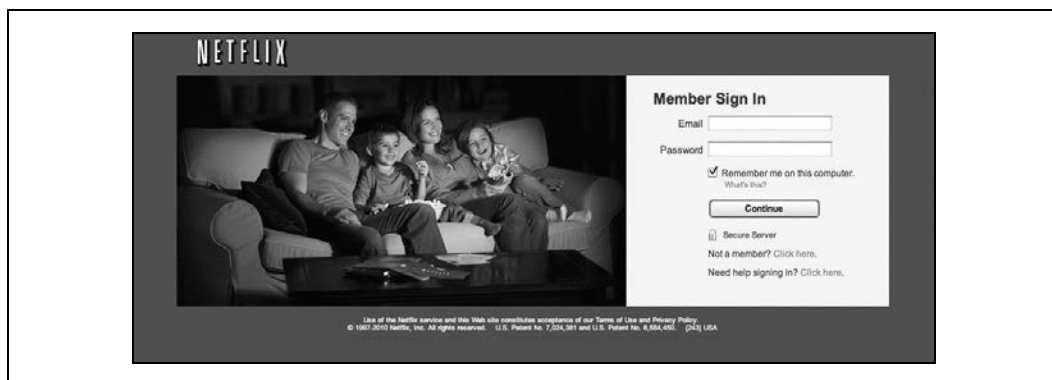 NETFLIX
Member Sign In
Email
Password
Remember me on this computer.
What's this?
Continue
Secure Server
Not a member? Click here.
Need help signing in? Click here.
Use of the Netflix service and this Web site constitutes acceptance of our Terms of Use and Privacy Policy.
© 1997-2010 Netflix, Inc. All rights reserved. U.S. Patent No. 7,024,381 and U.S. Patent No. 6,584,450. (243) USA